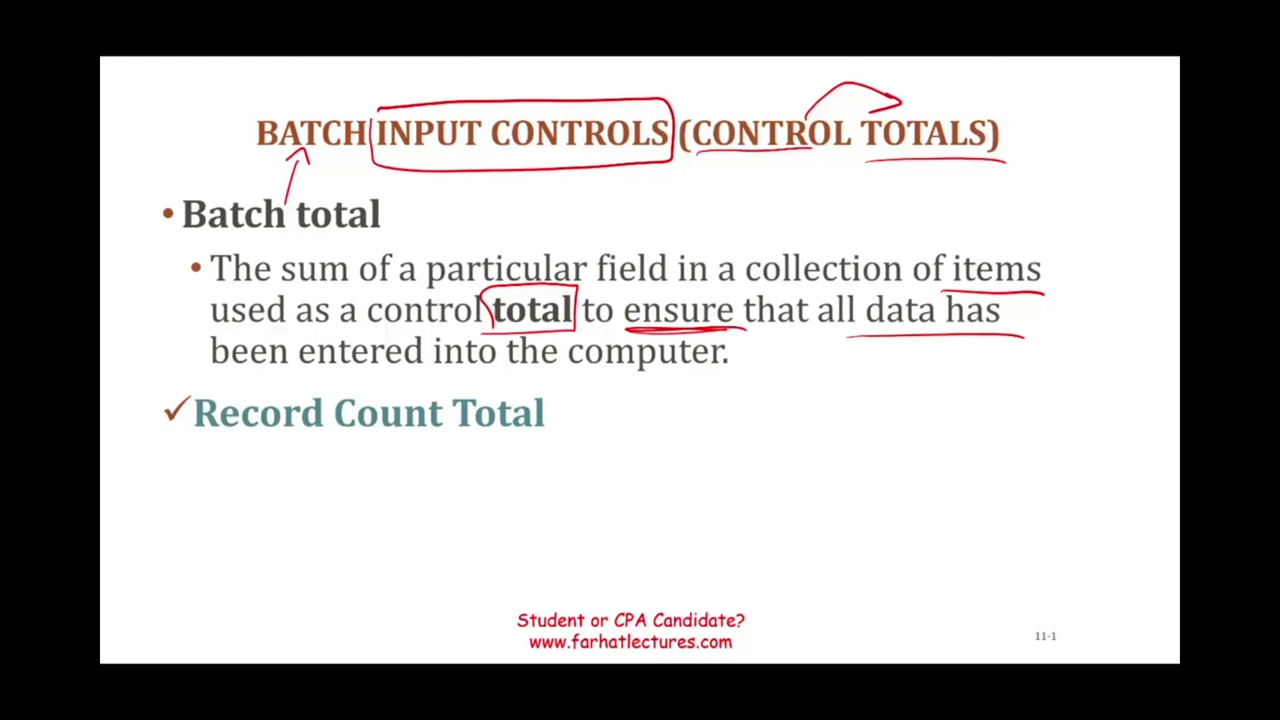 BATCH INPUT CONTROLS (CONTROL TOTALS)
• Batch total
• The sum of a particular field in a collection of items
used as a control total to ensure that all data has
been entered into the computer.
✓ Record Count Total
Student or CPA Candidate?
www.farhatlectures.com
11-1